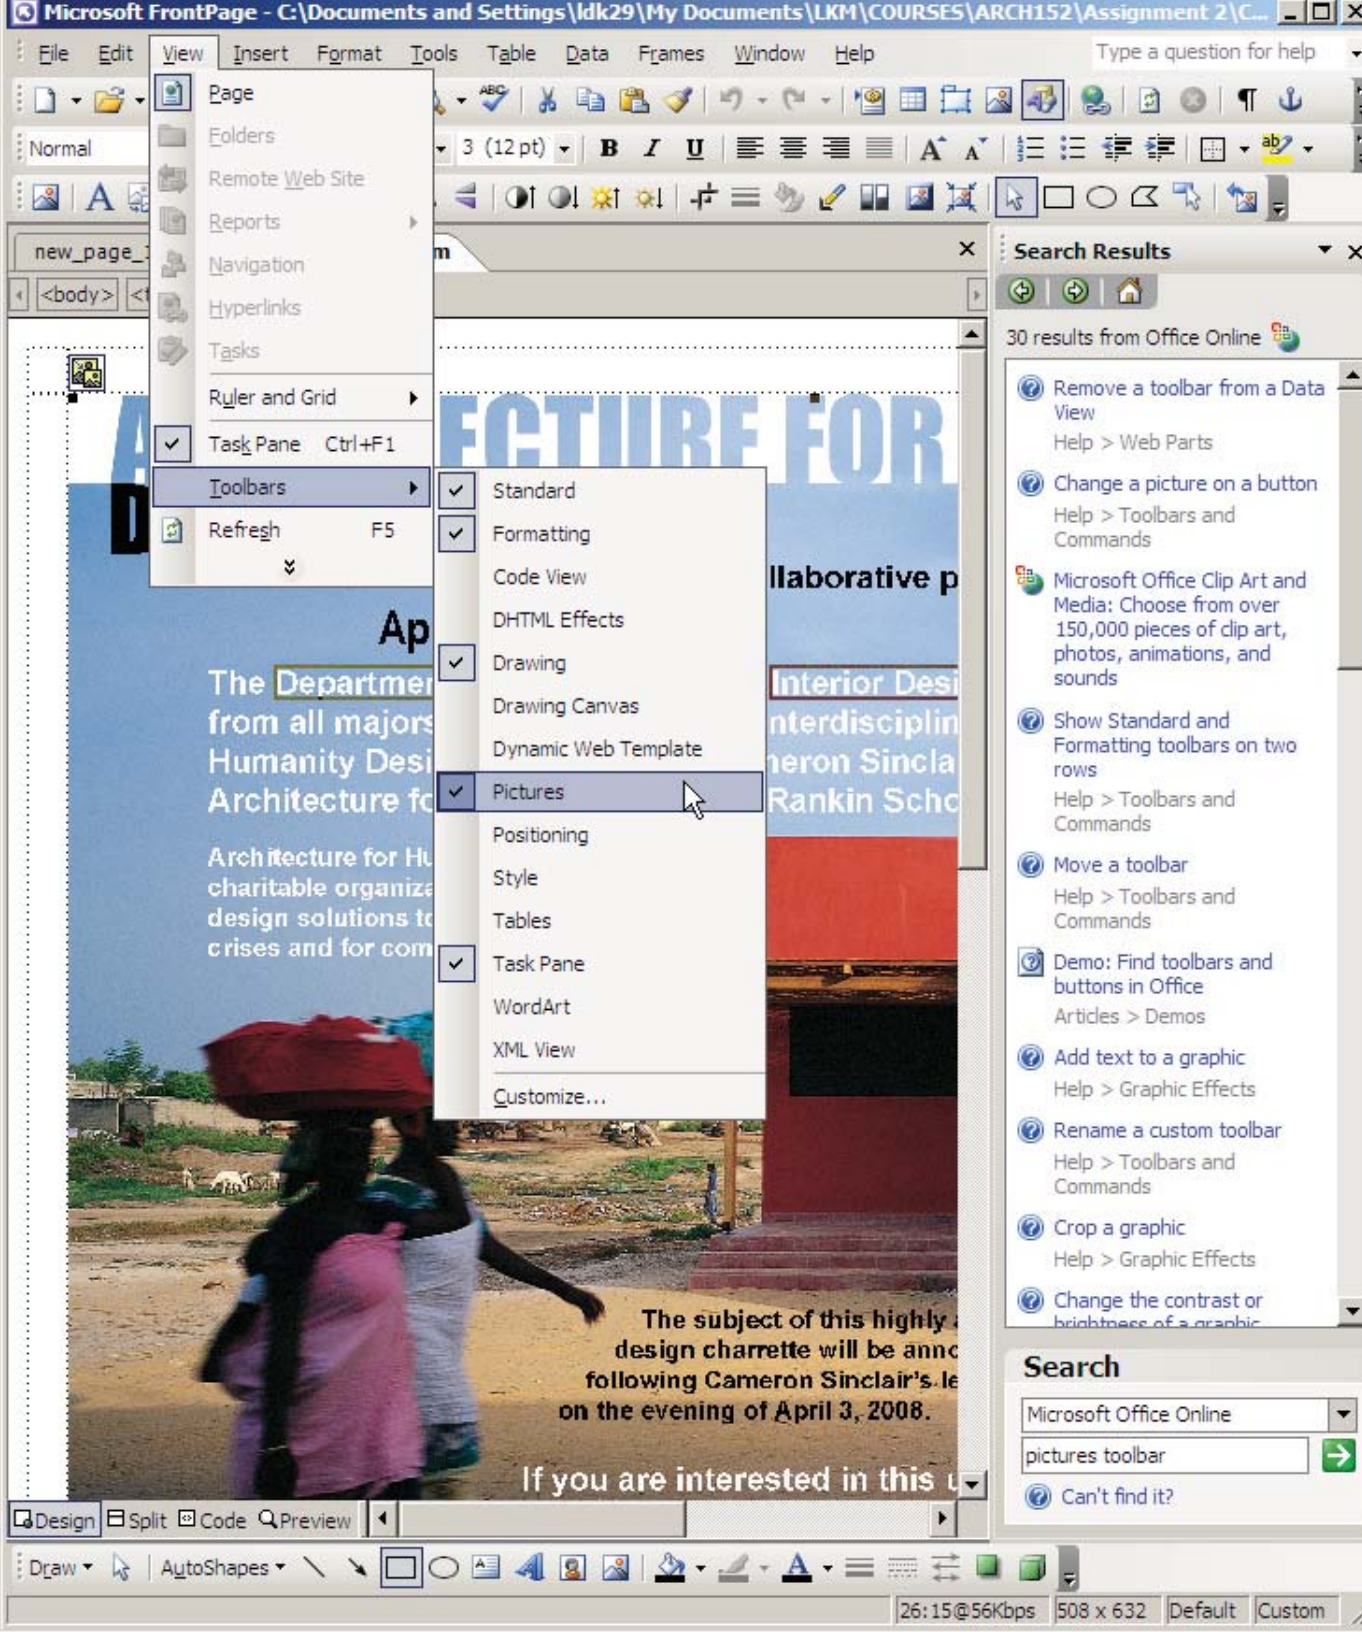 Microsoft FrontPage - C:\Documents and Settings\ldk29\My Documents\LKM\COURSES\ARCH152\Assignment 2\C...
File Edit View Insert Format Tools Table Data Frames Window Help Type a question for help
Normal 3 (12 pt) B I U
new_page_1
m
<body>
Page
Folders
Remote Web Site
Reports
Navigation
Hyperlinks
Tasks
Ruler and Grid
Task Pane Ctrl+F1
Toolbars
Refresh F5
Standard
Formatting
Code View
DHTML Effects
Drawing
Drawing Canvas
Dynamic Web Template
Pictures
Positioning
Style
Tables
Task Pane
WordArt
XML View
Customize...
A ECTURE FOR
D
llaborative p
Ap
The Departmer Interior Desi
from all majors nterdisciplin
Humanity Desi neron Sincla
Architecture fo Rankin Scho
Architecture for Hu
charitable organiza
design solutions to
crises and for com
The subject of this highly
design charrette will be anno
following Cameron Sinclair's le
on the evening of April 3, 2008.
If you are interested in this u
Search Results
30 results from Office Online
Remove a toolbar from a Data
View
Help > Web Parts
Change a picture on a button
Help > Toolbars and
Commands
Microsoft Office Clip Art and
Media: Choose from over
150,000 pieces of clip art,
photos, animations, and
sounds
Show Standard and
Formatting toolbars on two
rows
Help > Toolbars and
Commands
Move a toolbar
Help > Toolbars and
Commands
Demo: Find toolbars and
buttons in Office
Articles > Demos
Add text to a graphic
Help > Graphic Effects
Rename a custom toolbar
Help > Toolbars and
Commands
Crop a graphic
Help > Graphic Effects
Change the contrast or
brightness of a graphic
Search
Microsoft Office Online
pictures toolbar
Can't find it?
Design Split Code Preview
Draw AutoShapes
26:15@56Kbps 508 x 632 Default Custom